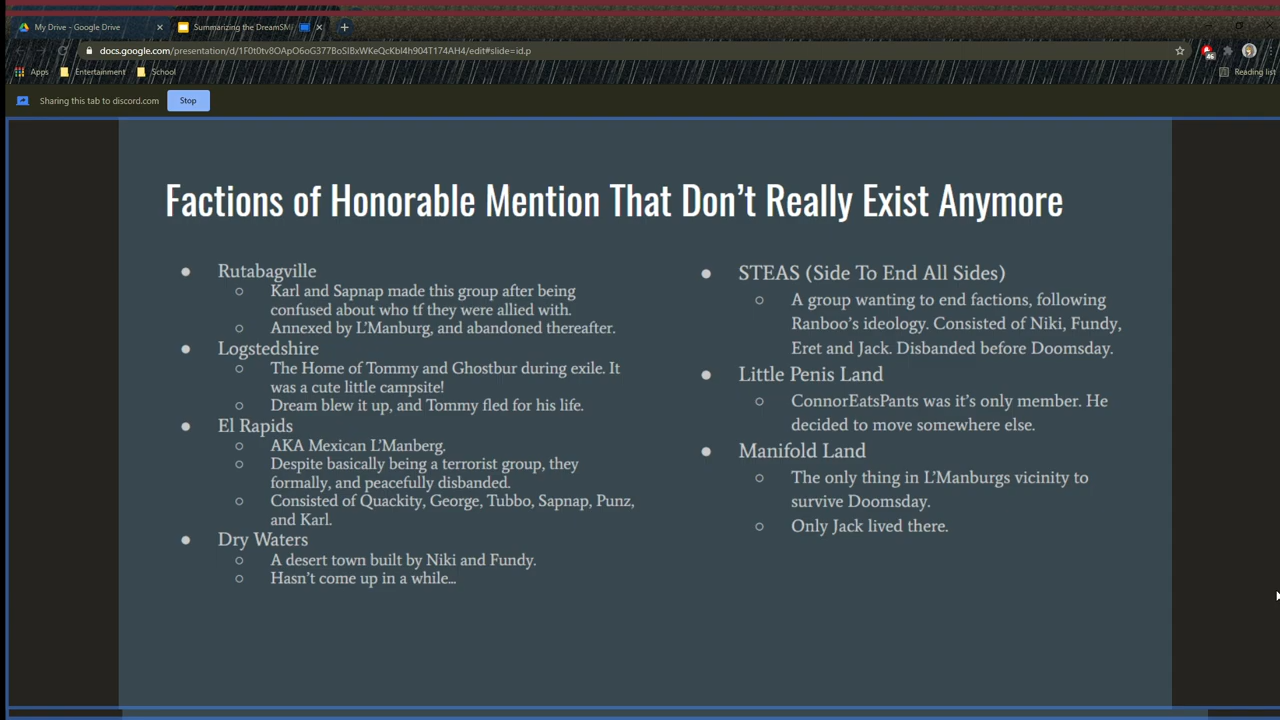 My Drive - Google Drive
Summarizing the DreamSM
docs.google.com/presentation/d/1F0t0tv8OApO6oG377BoSIBxWKeQcKbl4h904T174AH4/edit#slide=id.p
46
Apps
Entertainment
School
Reading list
Sharing this tab to discord.com
Stop
Factions of Honorable Mention That Don't Really Exist Anymore
● Rutabagville
○ Karl and Sapnap made this group after being
confused about who tf they were allied with.
○ Annexed by L'Manburg, and abandoned thereafter.
● Logstedshire
○ The Home of Tommy and Ghostbur during exile. It
was a cute little campsite!
○ Dream blew it up, and Tommy fled for his life.
● El Rapids
○ AKA Mexican L'Manberg.
○ Despite basically being a terrorist group, they
formally, and peacefully disbanded.
○ Consisted of Quackity, George, Tubbo, Sapnap, Punz,
and Karl.
● Dry Waters
○ A desert town built by Niki and Fundy.
○ Hasn't come up in a while...
● STEAS (Side To End All Sides)
○ A group wanting to end factions, following
Ranboo's ideology. Consisted of Niki, Fundy,
Eret and Jack. Disbanded before Doomsday.
● Little Penis Land
○ ConnorEatsPants was it's only member. He
decided to move somewhere else.
● Manifold Land
○ The only thing in L'Manburgs vicinity to
survive Doomsday.
○ Only Jack lived there.